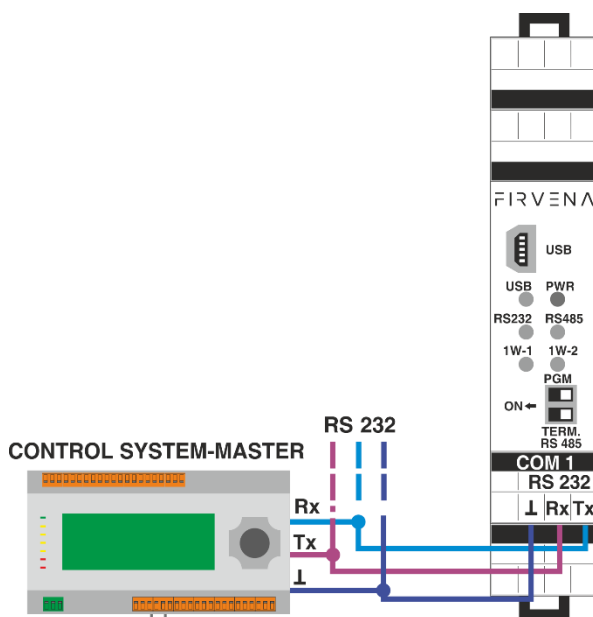 FIRVENA
USB
USB PWR
RS232 RS485
1W-1 1W-2
PGM
ON
TERM.
RS 485
COM 1
RS 232
⊥ Rx Tx
RS 232
CONTROL SYSTEM-MASTER
Rx
Tx
⊥